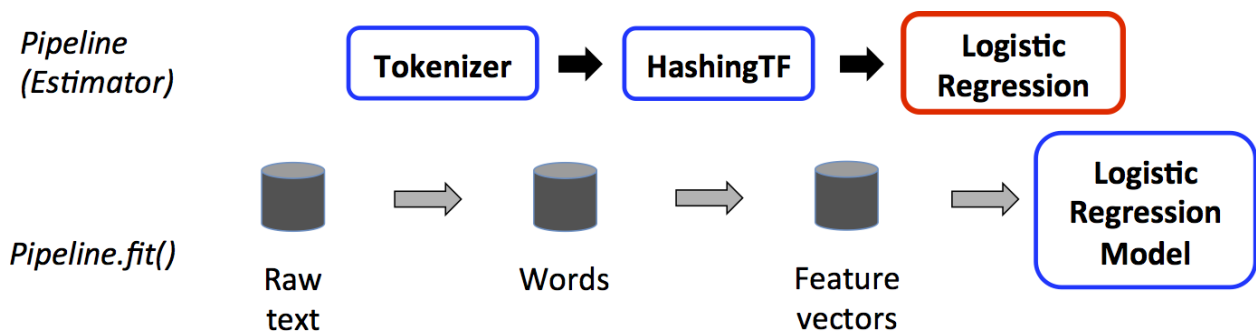 Pipeline
(Estimator)
Tokenizer
HashingTF
Logistic
Regression
Pipeline.fit()
Raw
text
Words
Feature
vectors
Logistic
Regression
Model